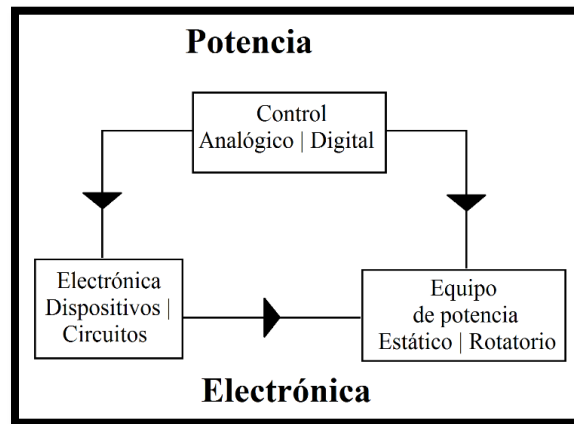 Potencia
Control
Analógico | Digital
Electrónica
Dispositivos |
Circuitos
Equipo
de potencia
Estático | Rotatorio
Electrónica